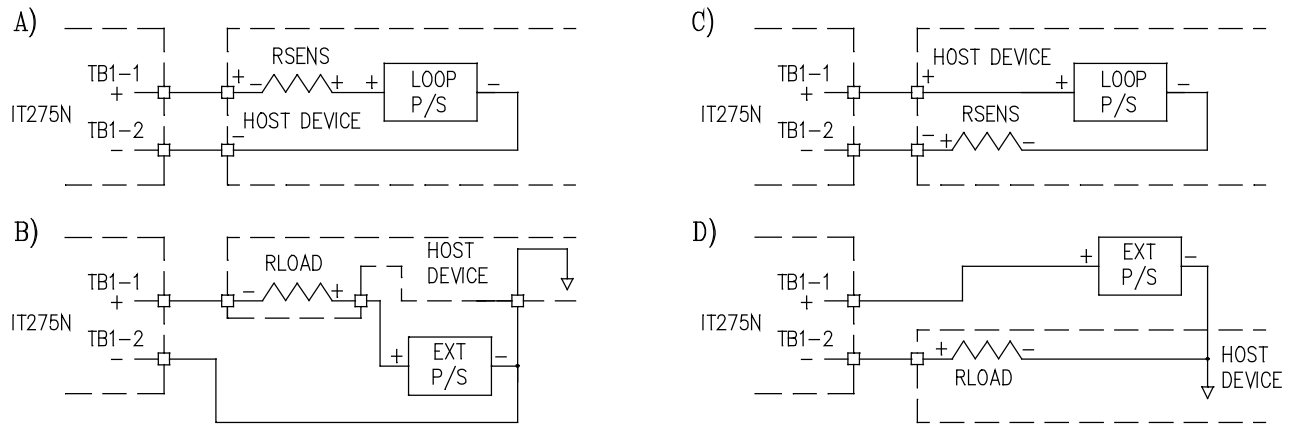 A)
RSENS
TB1-1
+
+
-
+
+
LOOP
P/S
-
IT275N
TB1-2
-
-
HOST DEVICE
C)
HOST DEVICE
TB1-1
+
+
+
LOOP
P/S
-
IT275N
RSENS
TB1-2
-
-
+
-
B)
RLOAD
HOST
DEVICE
TB1-1
+
-
+
IT275N
TB1-2
-
+
EXT
P/S
-
D)
+
EXT
P/S
-
TB1-1
+
IT275N
TB1-2
-
+
-
RLOAD
HOST
DEVICE